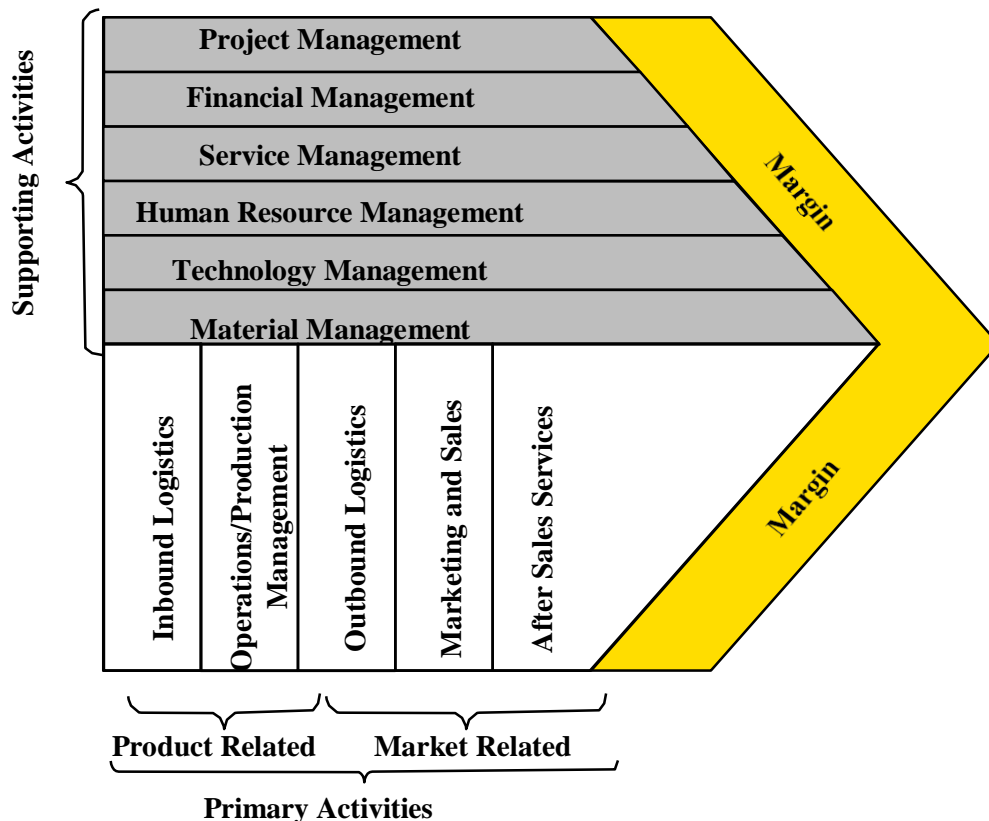 Supporting Activities
Project Management
Financial Management
Service Management
Human Resource Management
Technology Management
Material Management
Margin
Inbound Logistics
Operations/Production
Management
Outbound Logistics
Marketing and Sales
After Sales Services
Margin
Product Related
Market Related
Primary Activities